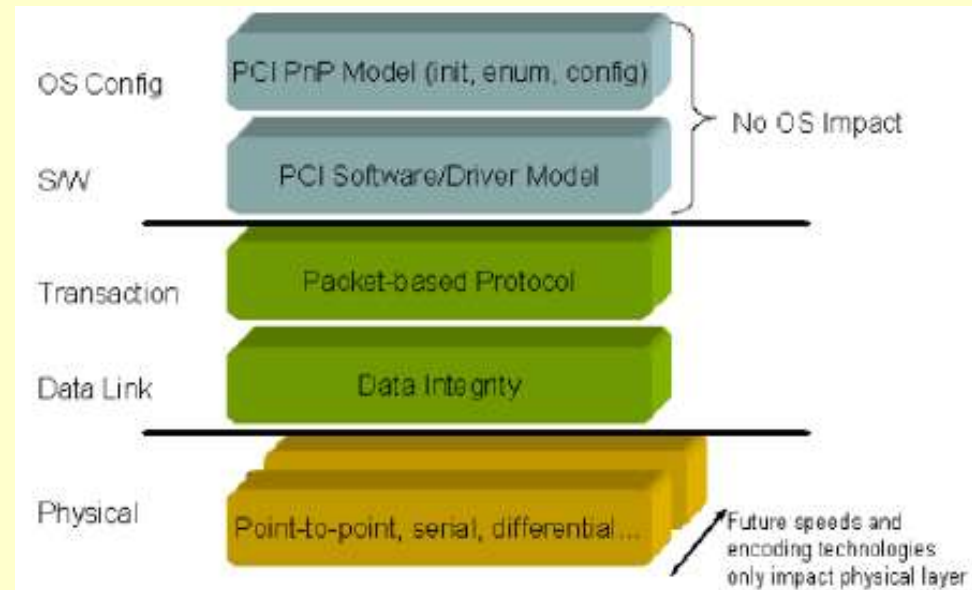 OS Config
PCI PnP Model (init, enum, config)
No OS Impact
S/W
PCI Software/Driver Model
Transaction
Packet-based Protocol
Data Link
Data Integrity
Physical
Point-to-point, serial, differential...
Future speeds and
encoding technologies
only impact physical layer